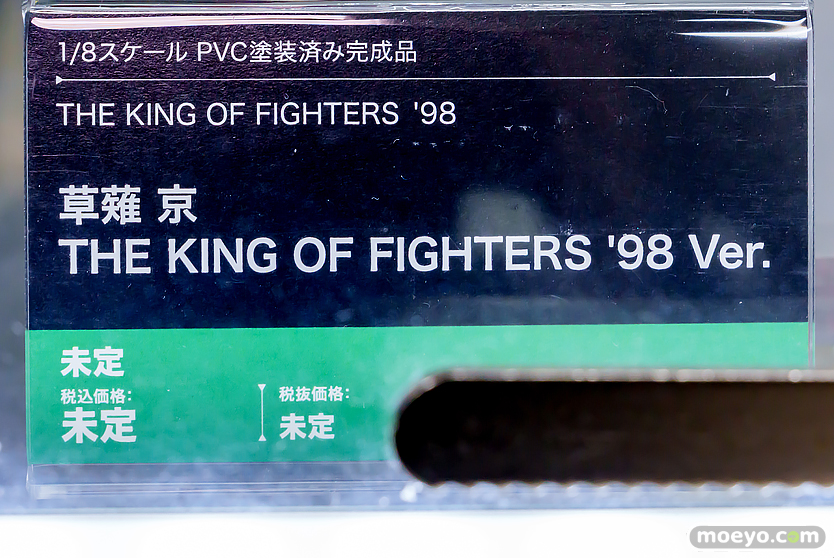 1/8スケール PVC塗装済み完成品
THE KING OF FIGHTERS '98
草薙 京
THE KING OF FIGHTERS '98 Ver.
未定
税込価格:
未定
税抜価格:
未定
moeyo.com